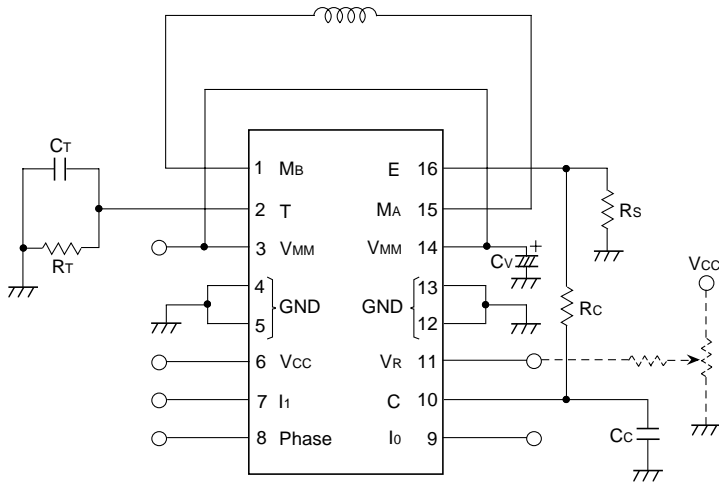 CT
RT
1 MB
2 T
3 VMM
4
5
GND
6 VCC
7 I1
8 Phase
E 16
MA 15
VMM 14
13
GND
12
VR 11
C 10
I0 9
RS
CV
+
RC
CC
VCC